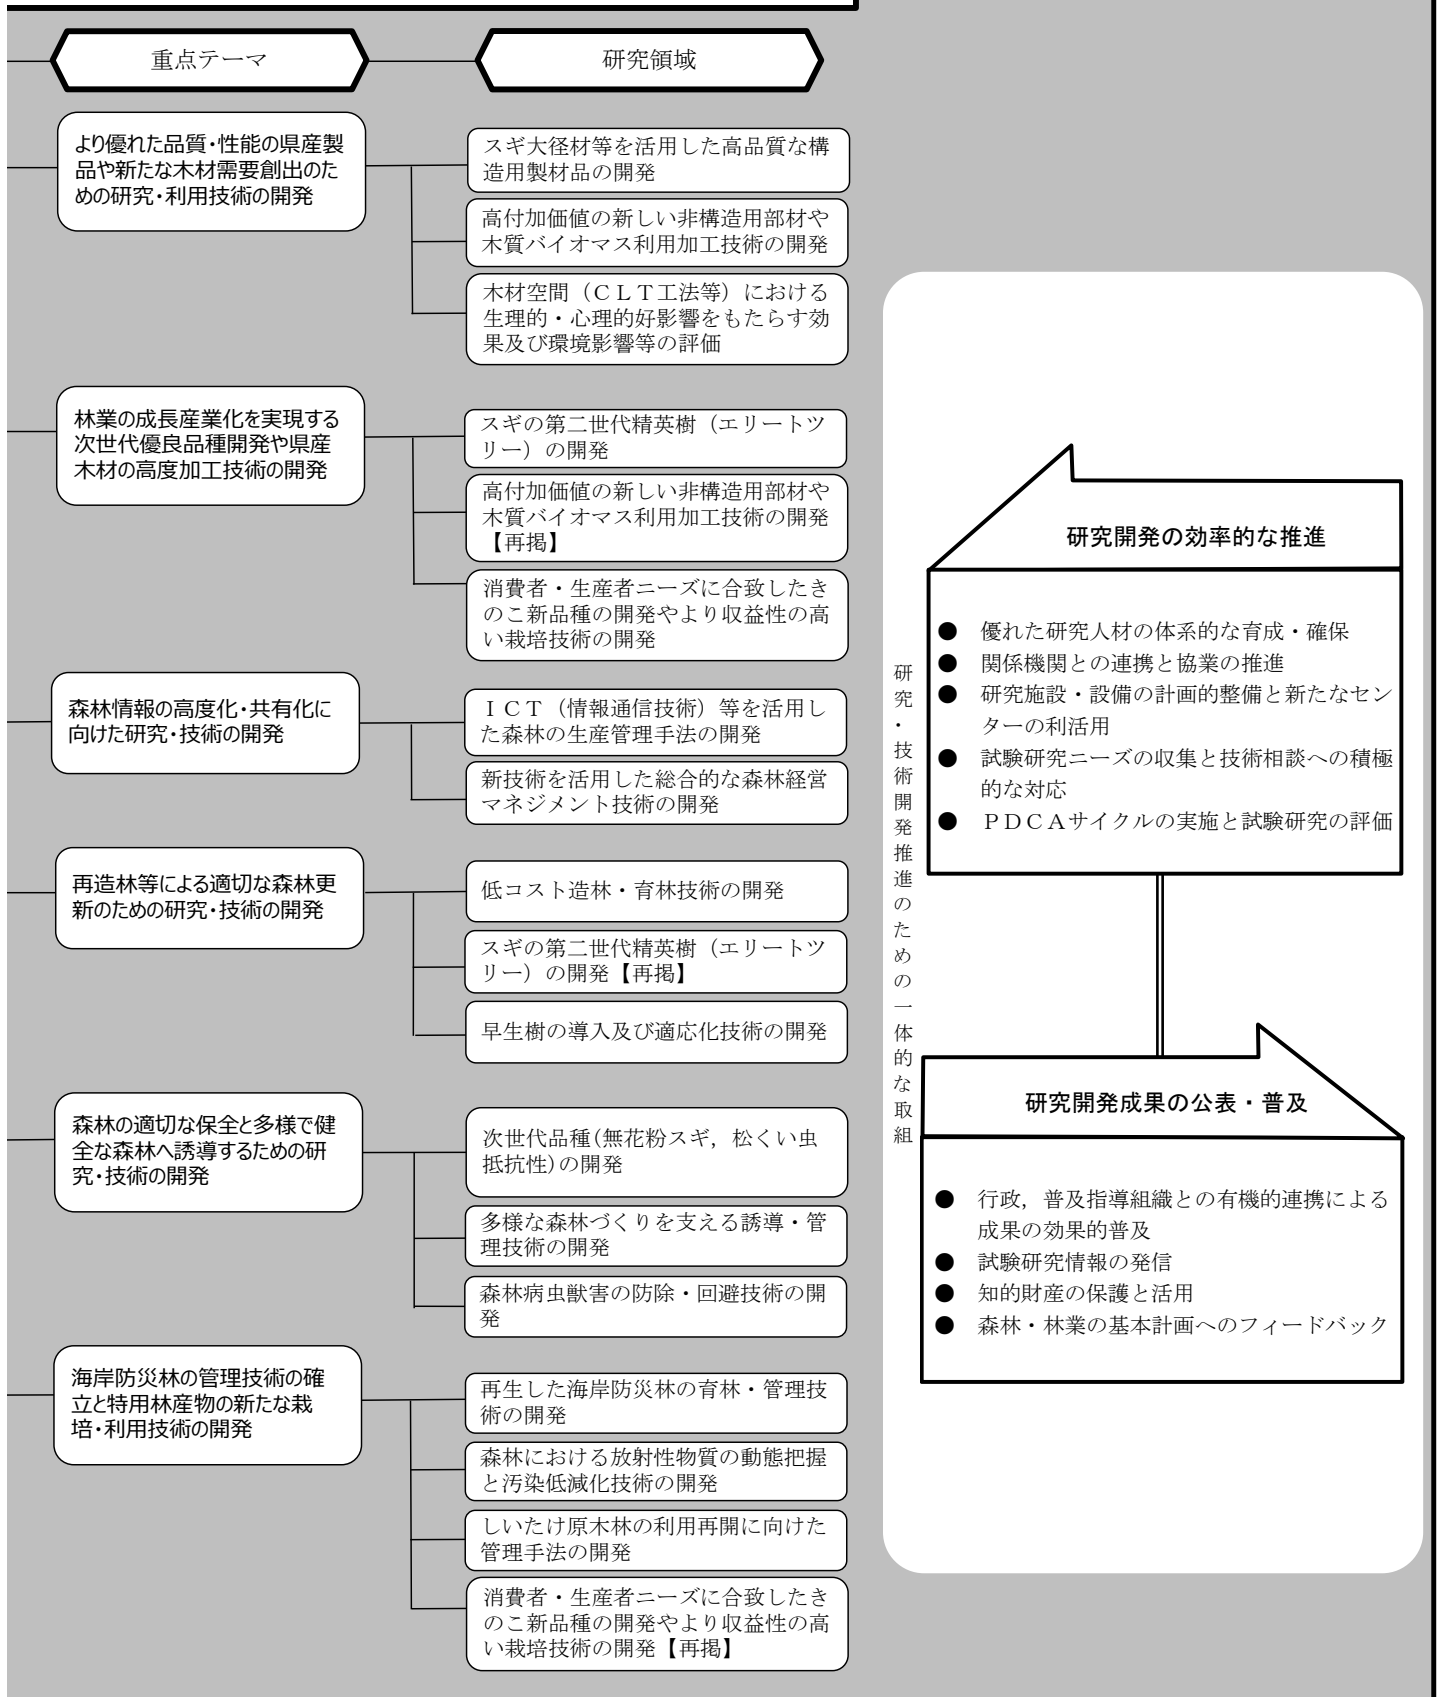 重点テーマ
研究領域
より優れた品質・性能の県産製
品や新たな木材需要創出のた
めの研究・利用技術の開発
スギ大径材等を活用した高品質な構
造用製材品の開発
高付加価値の新しい非構造用部材や
木質バイオマス利用加工技術の開発
木材空間（ＣＬＴ工法等）における
生理的・心理的好影響をもたらす効
果及び環境影響等の評価
林業の成長産業化を実現する
次世代優良品種開発や県産
木材の高度加工技術の開発
スギの第二世代精英樹（エリートツ
リー）の開発
高付加価値の新しい非構造用部材や
木質バイオマス利用加工技術の開発
【再掲】
消費者・生産者ニーズに合致したき
のこ新品種の開発やより収益性の高
い栽培技術の開発
森林情報の高度化・共有化に
向けた研究・技術の開発
ＩＣＴ（情報通信技術）等を活用し
た森林の生産管理手法の開発
新技術を活用した総合的な森林経営
マネジメント技術の開発
再造林等による適切な森林更
新のための研究・技術の開発
低コスト造林・育林技術の開発
スギの第二世代精英樹（エリートツ
リー）の開発【再掲】
早生樹の導入及び適応化技術の開発
森林の適切な保全と多様で健
全な森林へ誘導するための研
究・技術の開発
次世代品種(無花粉スギ，松くい虫
抵抗性)の開発
多様な森林づくりを支える誘導・管
理技術の開発
森林病虫獣害の防除・回避技術の開
発
海岸防災林の管理技術の確
立と特用林産物の新たな栽
培・利用技術の開発
再生した海岸防災林の育林・管理技
術の開発
森林における放射性物質の動態把握
と汚染低減化技術の開発
しいたけ原木林の利用再開に向けた
管理手法の開発
消費者・生産者ニーズに合致したき
のこ新品種の開発やより収益性の高
い栽培技術の開発【再掲】
研究・技術開発推進のための一体的な取組
研究開発の効率的な推進
● 優れた研究人材の体系的な育成・確保
● 関係機関との連携と協業の推進
● 研究施設・設備の計画的整備と新たなセン
ターの利活用
● 試験研究ニーズの収集と技術相談への積極
的な対応
● ＰＤＣＡサイクルの実施と試験研究の評価
研究開発成果の公表・普及
● 行政，普及指導組織との有機的連携による
成果の効果的普及
● 試験研究情報の発信
● 知的財産の保護と活用
● 森林・林業の基本計画へのフィードバック